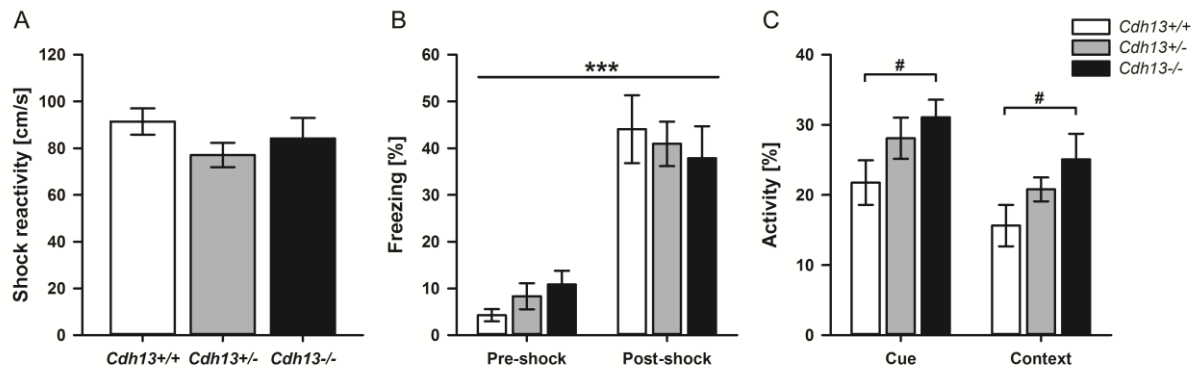 A
Shock reactivity [cm/s]
120
100
80
60
40
20
0
Cdh13+/+ Cdh13+/- Cdh13-/-
B
Freezing [%]
60
50
40
30
20
10
0
***
Pre-shock Post-shock
C
Activity [%]
40
30
20
10
0
#
#
Cue Context
Cdh13+/+
Cdh13+/-
Cdh13-/-